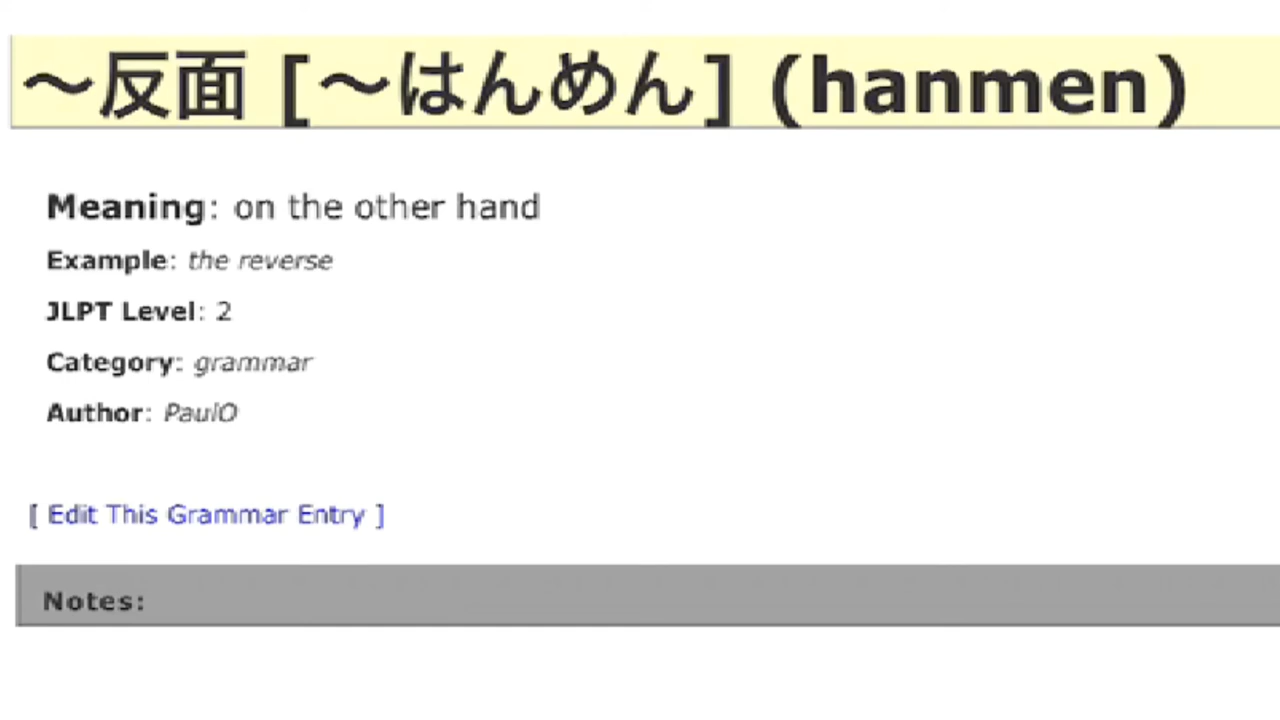 ～反面 [～はんめん] (hanmen)
Meaning: on the other hand
Example: the reverse
JLPT Level: 2
Category: grammar
Author: PaulO
[ Edit This Grammar Entry ]
Notes: